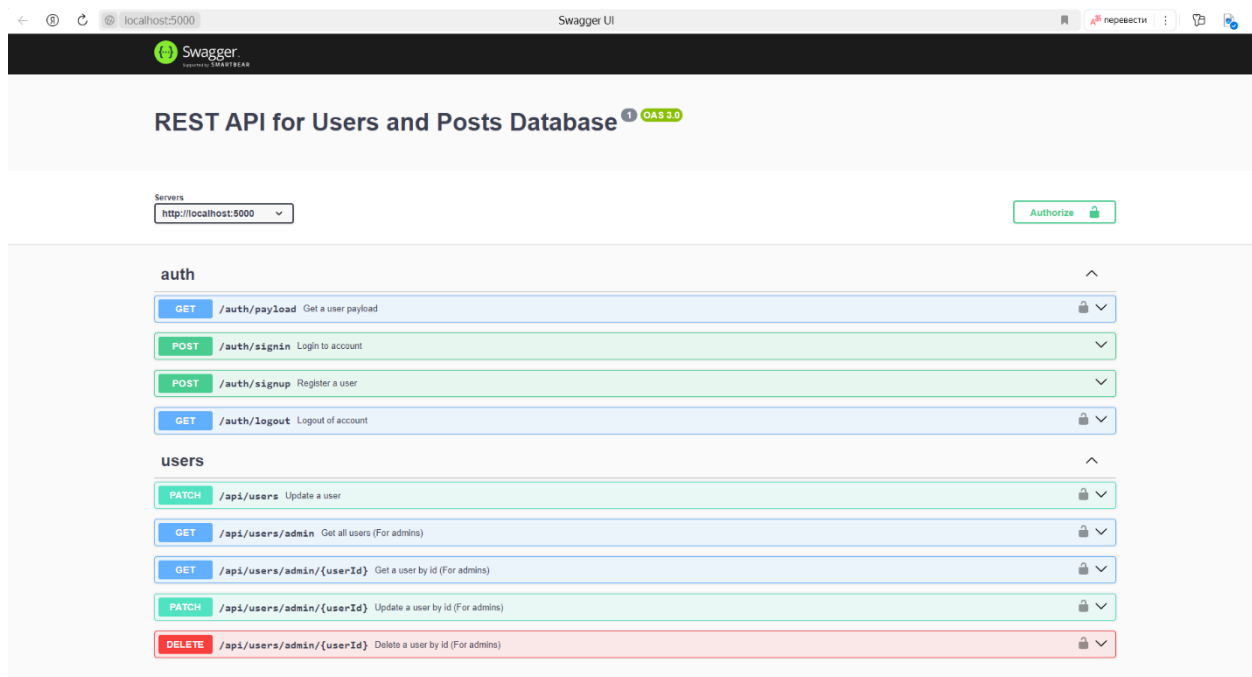 localhost:5000 Swagger UI перевести
Swagger.
Supported by SMARTBEAR
REST API for Users and Posts Database 1 OAS 3.0
Servers
http://localhost:5000 Authorize
auth
GET /auth/payload Get a user payload
POST /auth/signin Login to account
POST /auth/signup Register a user
GET /auth/logout Logout of account
users
PATCH /api/users Update a user
GET /api/users/admin Get all users (For admins)
GET /api/users/admin/{userId} Get a user by id (For admins)
PATCH /api/users/admin/{userId} Update a user by id (For admins)
DELETE /api/users/admin/{userId} Delete a user by id (For admins)